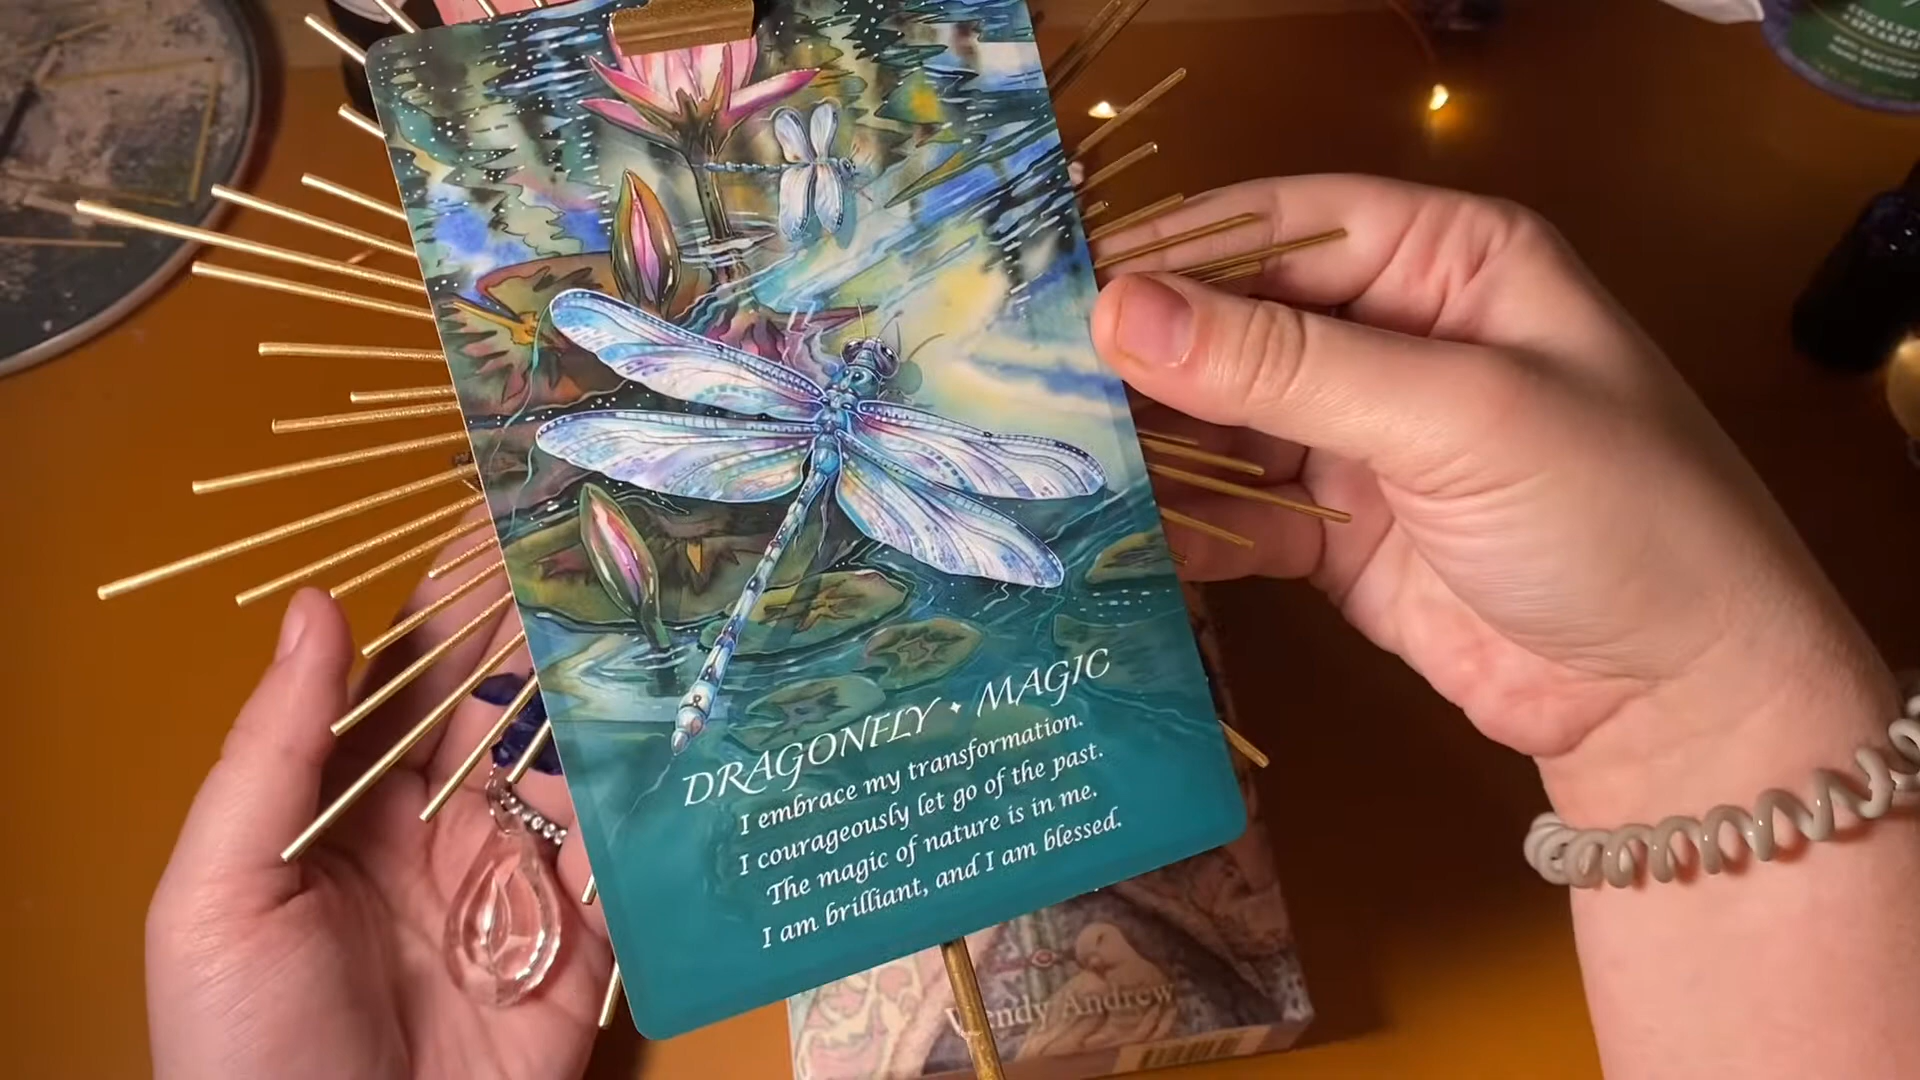 EUCALYPT
DRAGONFLY ✦ MAGIC
I embrace my transformation.
I courageously let go of the past.
The magic of nature is in me.
I am brilliant, and I am blessed.
Wendy Andrew